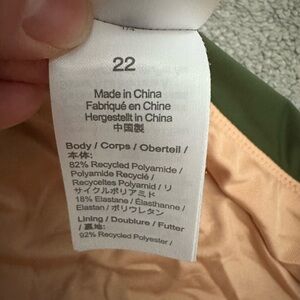 22
Made in China
Fabriqué en Chine
Hergestellt in China
中国製
Body / Corps / Oberteil /
本体:
82% Recycled Polyamide /
Polyamide Recyclé /
Recyceltes Polyamid / リ
サイクルポリアミド
18% Elastane / Élasthanne /
Elastan / ポリウレタン
Lining / Doublure / Futter
/ 裏地:
92% Recycled Polyester /